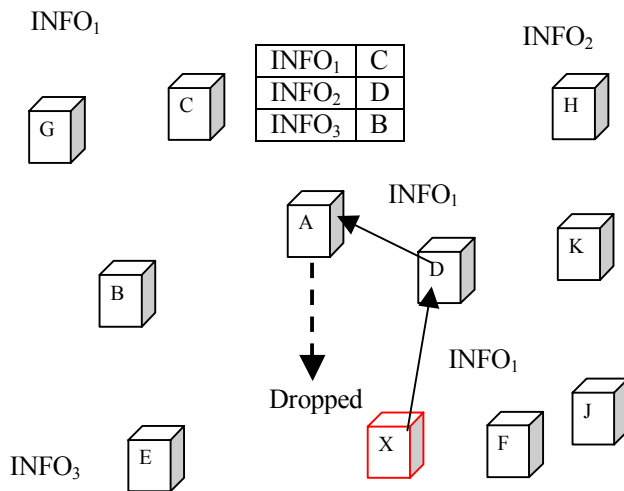 INFO₁
INFO₂
INFO₁ C
INFO₂ D
INFO₃ B
C
H
G
INFO₁
A
K
D
B
INFO₁
Dropped
J
X
F
E
INFO₃